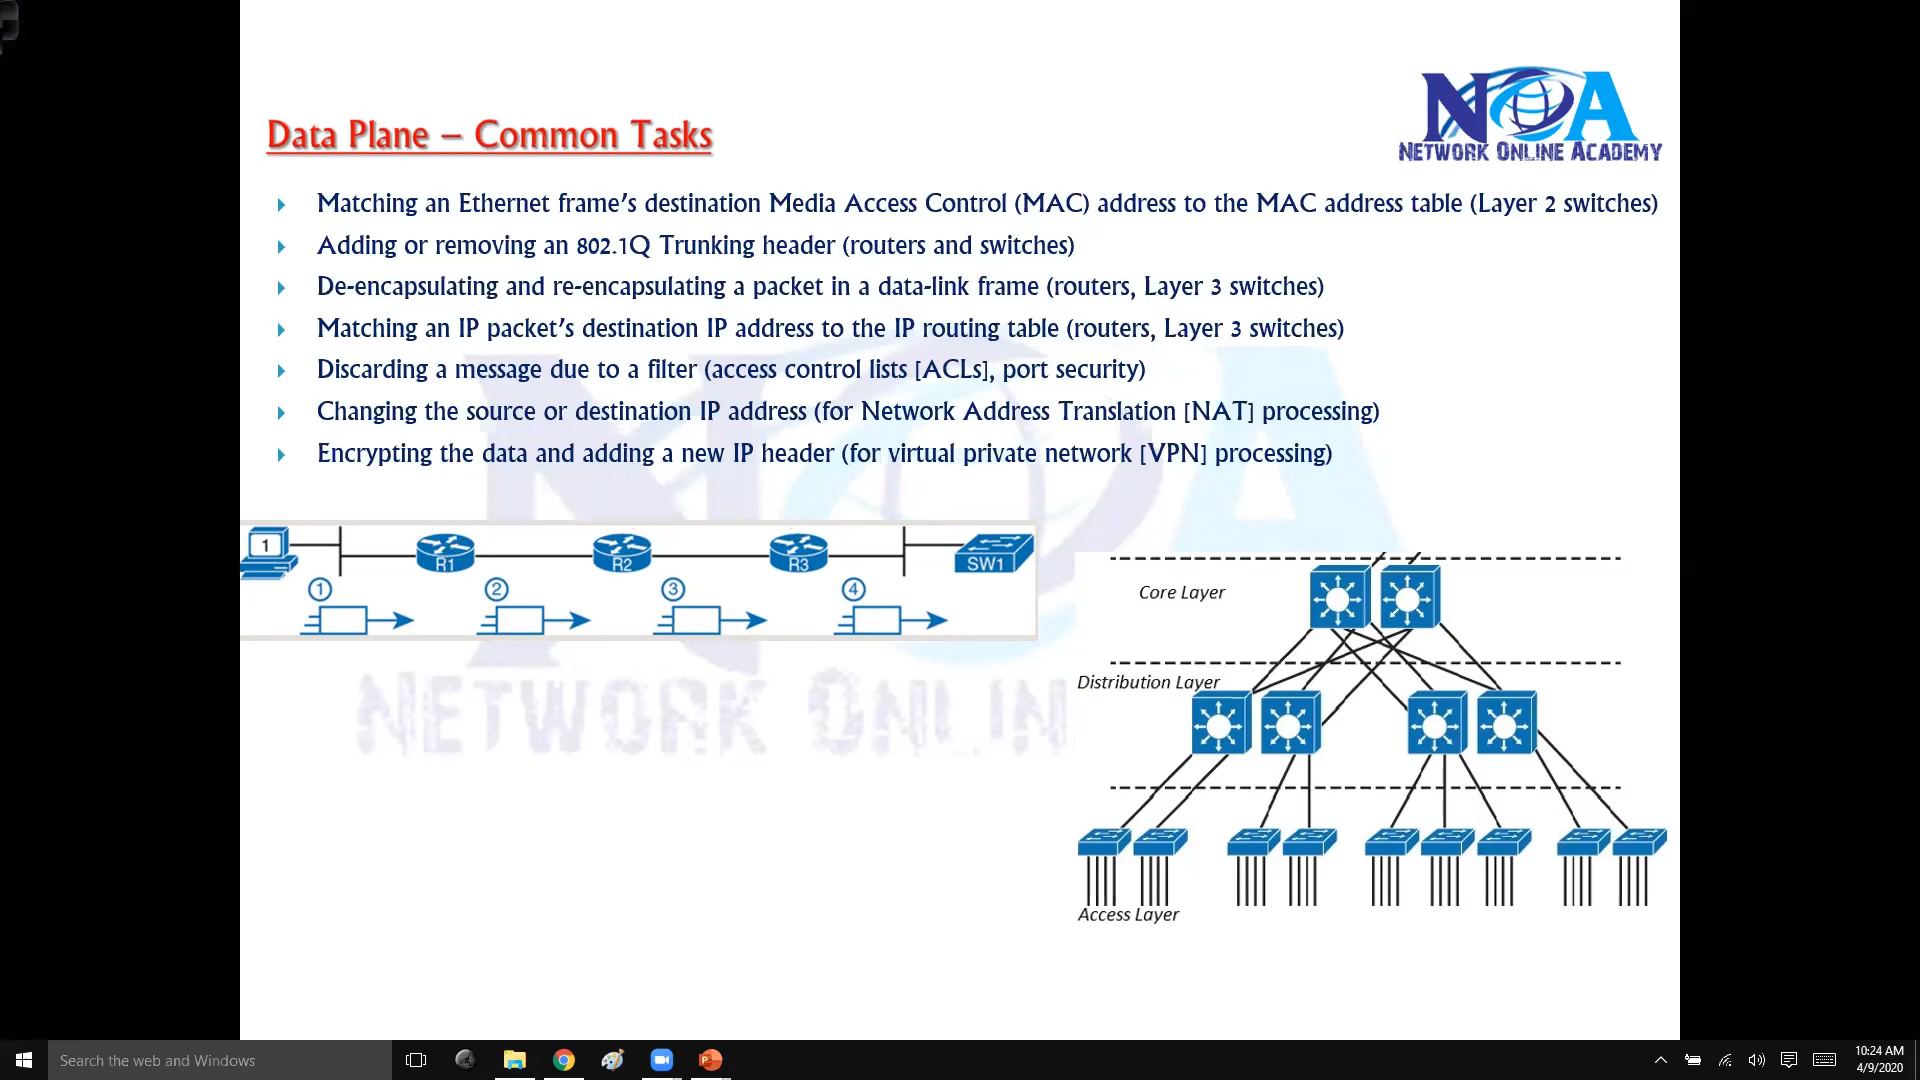 NOA
NETWORK ONLINE ACADEMY
Data Plane – Common Tasks
Matching an Ethernet frame's destination Media Access Control (MAC) address to the MAC address table (Layer 2 switches)
Adding or removing an 802.1Q Trunking header (routers and switches)
De-encapsulating and re-encapsulating a packet in a data-link frame (routers, Layer 3 switches)
Matching an IP packet's destination IP address to the IP routing table (routers, Layer 3 switches)
Discarding a message due to a filter (access control lists [ACLs], port security)
Changing the source or destination IP address (for Network Address Translation [NAT] processing)
Encrypting the data and adding a new IP header (for virtual private network [VPN] processing)
1
R1
R2
R3
SW1
1
2
3
4
NETWORK ONLIN
Core Layer
Distribution Layer
Access Layer
Search the web and Windows
10:24 AM
4/9/2020